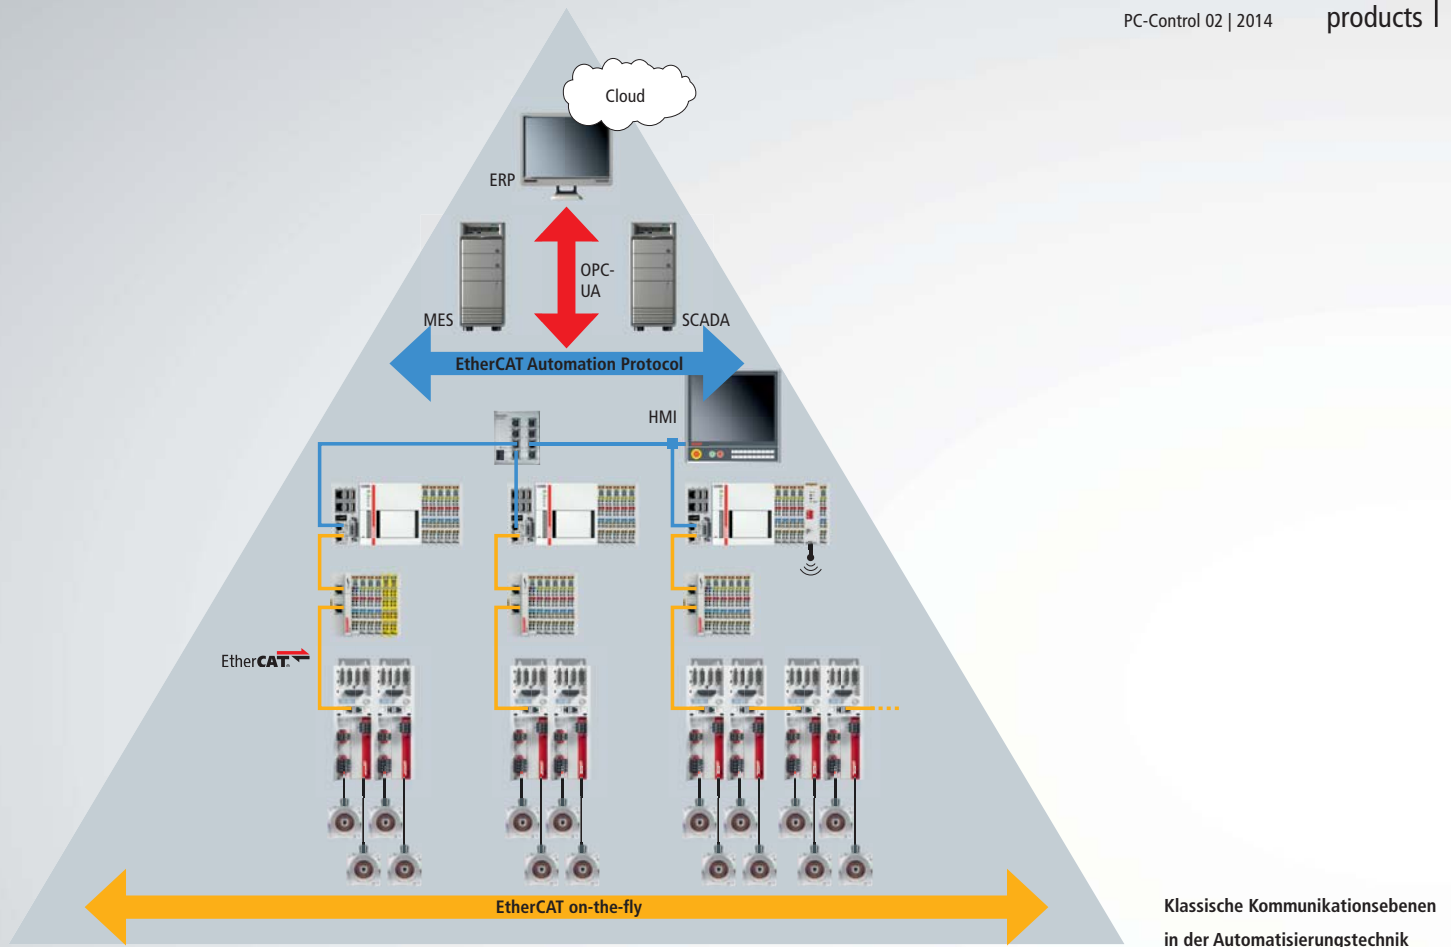 PC-Control 02 | 2014 products
Cloud
ERP
OPC-
UA
MES
SCADA
EtherCAT Automation Protocol
HMI
EtherCAT
EtherCAT on-the-fly
Klassische Kommunikationsebenen
in der Automatisierungstechnik